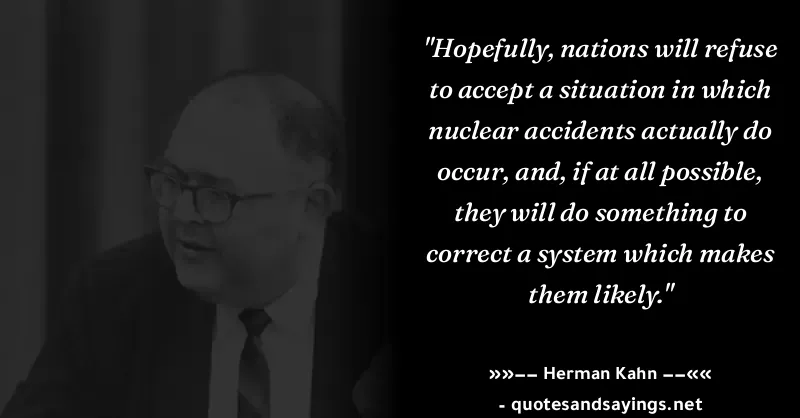 "Hopefully, nations will refuse
to accept a situation in which
nuclear accidents actually do
occur, and, if at all possible,
they will do something to
correct a system which makes
them likely."
»»−− Herman Kahn −−««
- quotesandsayings.net